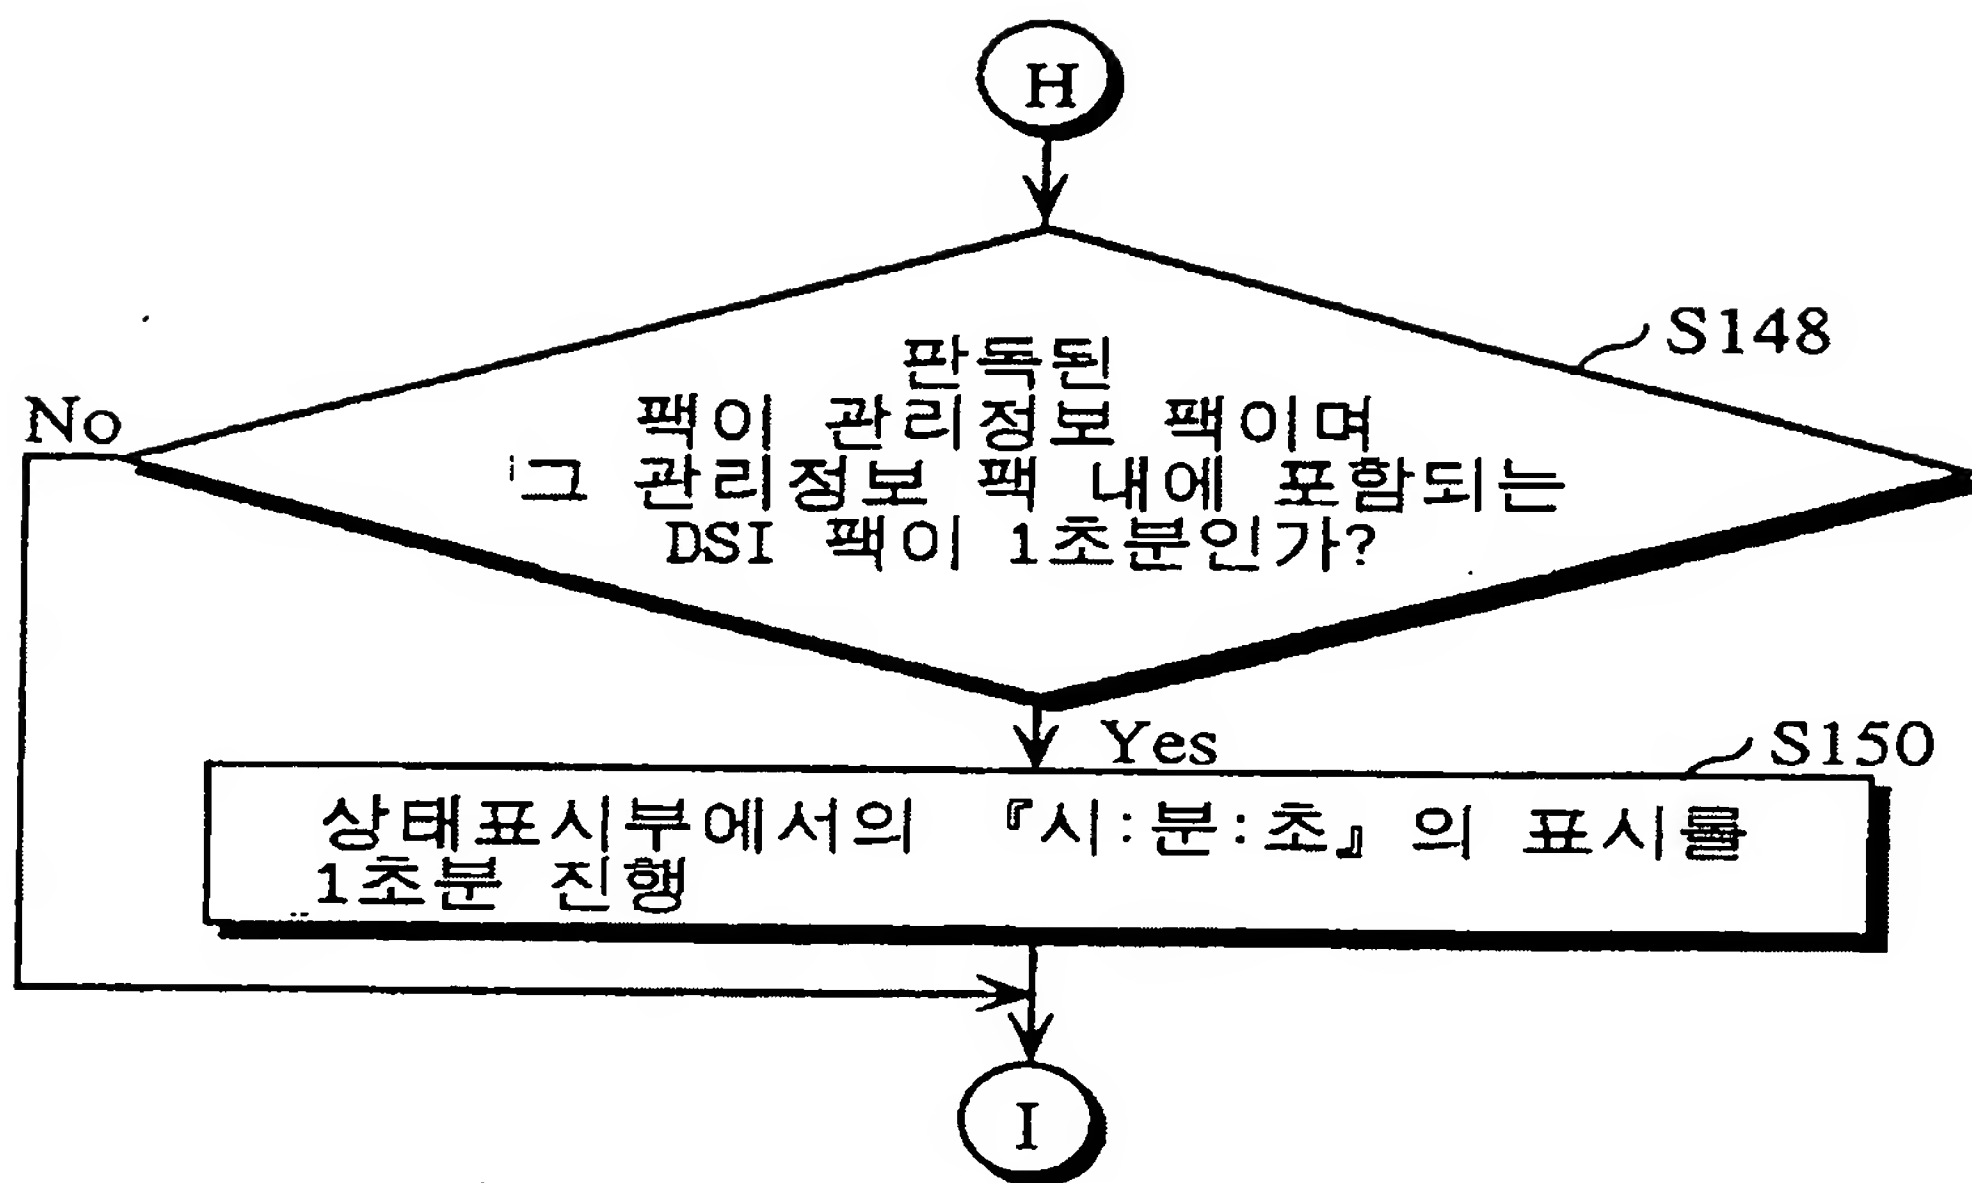 H
S148
판독된
팩이 관리정보 팩이며
그 관리정보 팩 내에 포함되는
DSI 팩이 1초분인가?
No
Yes
S150
상태표시부에서의 『시:분:초』의 표시를
1초분 진행
I